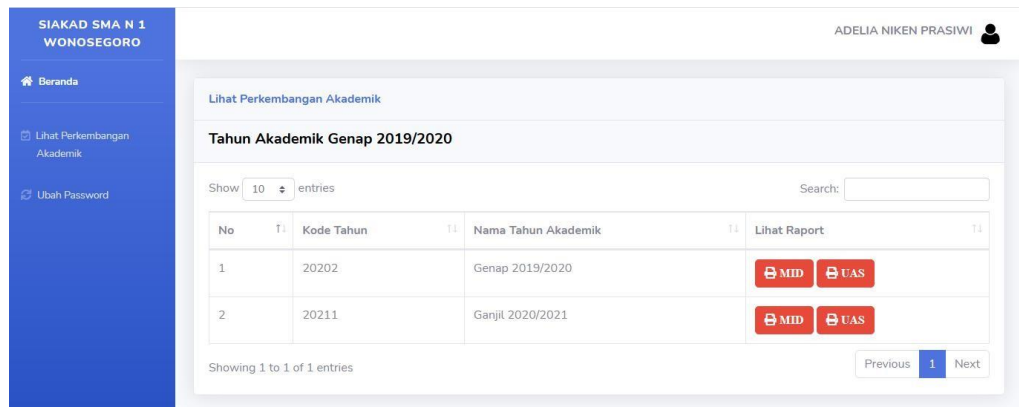 SIAKAD SMA N 1
WONOSEGORO
ADELIA NIKEN PRASIWI
Beranda
Lihat Perkembangan
Akademik
Ubah Password
Lihat Perkembangan Akademik
Tahun Akademik Genap 2019/2020
Show 10 entries
Search:
No Kode Tahun Nama Tahun Akademik Lihat Raport
1 20202 Genap 2019/2020 MID UAS
2 20211 Ganjil 2020/2021 MID UAS
Showing 1 to 1 of 1 entries
Previous 1 Next